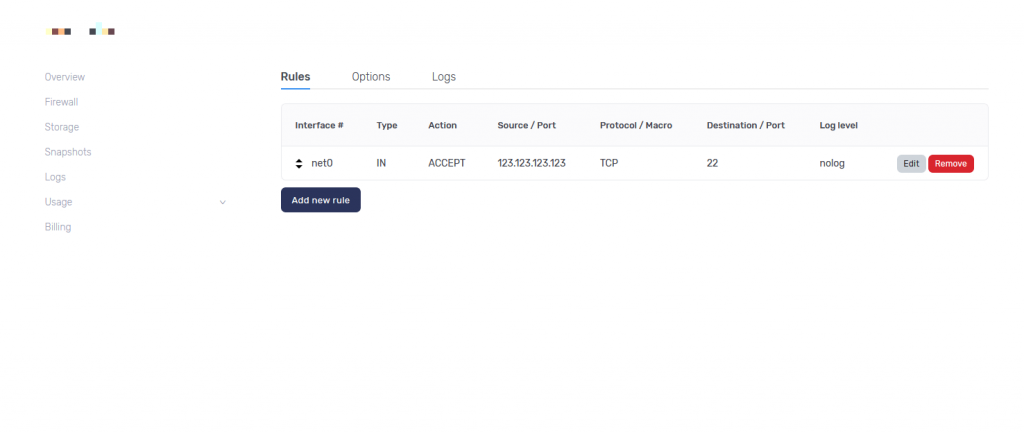 Overview
Firewall
Storage
Snapshots
Logs
Usage
Billing
Rules Options Logs
Interface # Type Action Source / Port Protocol / Macro Destination / Port Log level
net0 IN ACCEPT 123.123.123.123 TCP 22 nolog Edit Remove
Add new rule